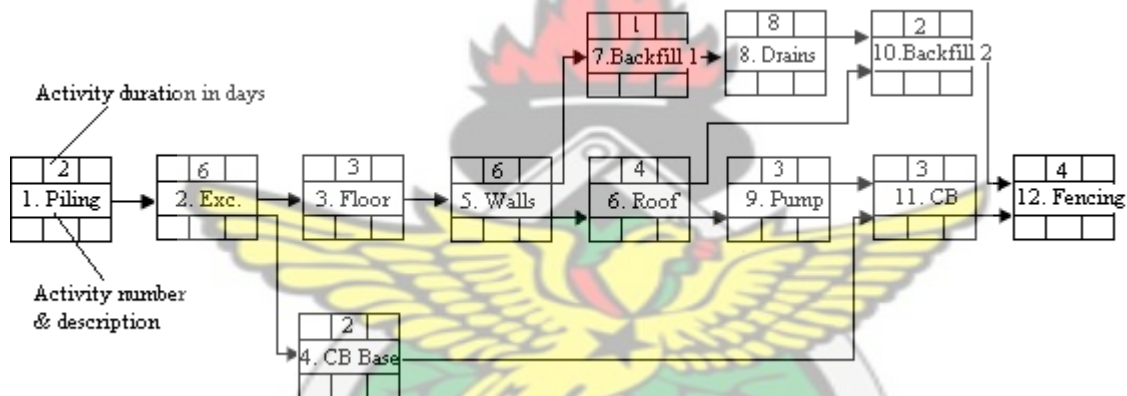 1
7.Backfill 1
8
8. Drains
2
10.Backfill 2
Activity duration in days
2
1. Piling
6
2. Exc.
3
3. Floor
6
5. Walls
4
6. Roof
3
9. Pump
3
11. CB
4
12. Fencing
Activity number
& description
2
4. CB Base